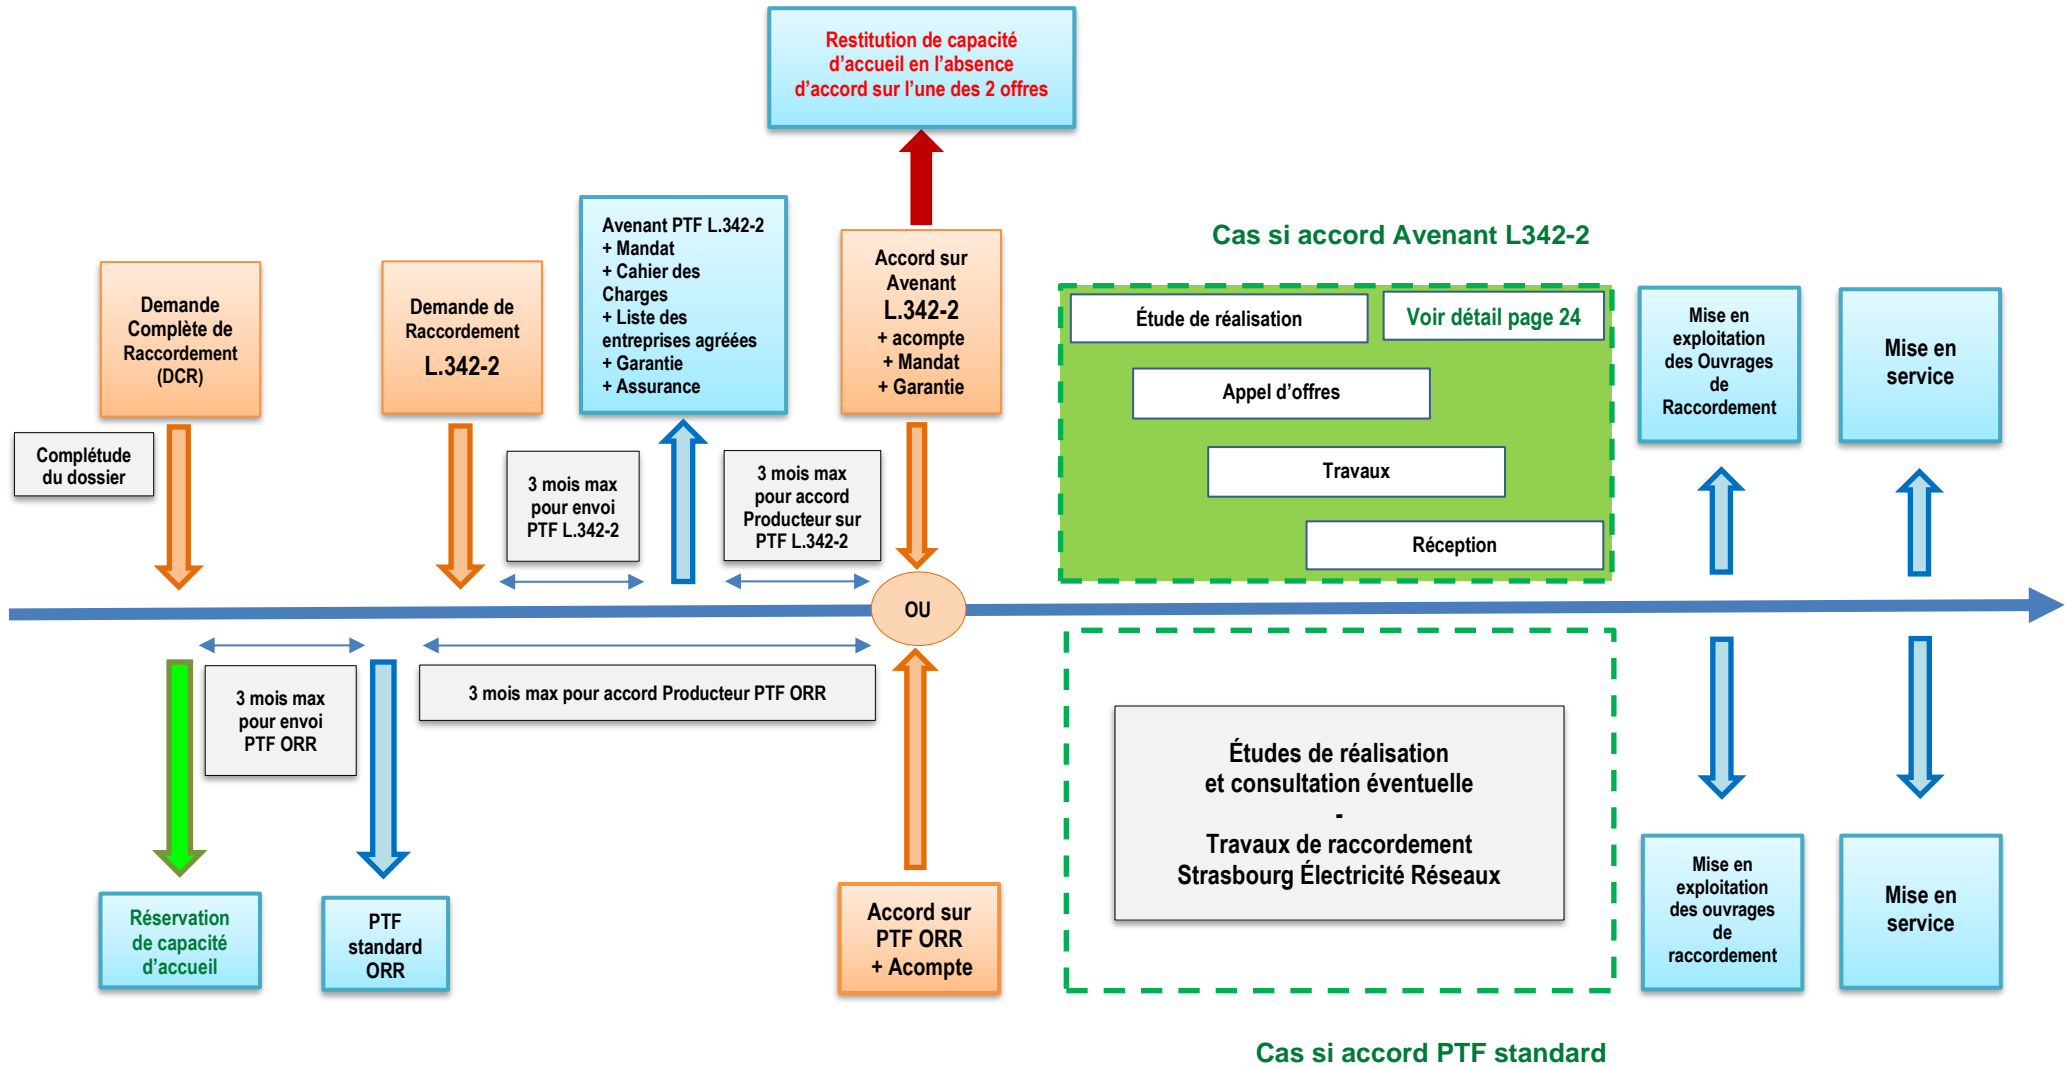 Restitution de capacité
d’accueil en l’absence
d’accord sur l’une des 2 offres
Demande
Complète de
Raccordement
(DCR)
Complétude
du dossier
Demande de
Raccordement
L.342-2
Avenant PTF L.342-2
+ Mandat
+ Cahier des
Charges
+ Liste des
entreprises agréées
+ Garantie
+ Assurance
Accord sur
Avenant
L.342-2
+ acompte
+ Mandat
+ Garantie
3 mois max
pour envoi
PTF L.342-2
3 mois max
pour accord
Producteur sur
PTF L.342-2
Cas si accord Avenant L342-2
Étude de réalisation
Voir détail page 24
Appel d’offres
Travaux
Réception
Mise en
exploitation
des Ouvrages
de
Raccordement
Mise en
service
OU
3 mois max
pour envoi
PTF ORR
3 mois max pour accord Producteur PTF ORR
Réservation
de capacité
d’accueil
PTF
standard
ORR
Accord sur
PTF ORR
+ Acompte
Études de réalisation
et consultation éventuelle
-
Travaux de raccordement
Strasbourg Électricité Réseaux
Mise en
exploitation
des ouvrages
de
raccordement
Mise en
service
Cas si accord PTF standard